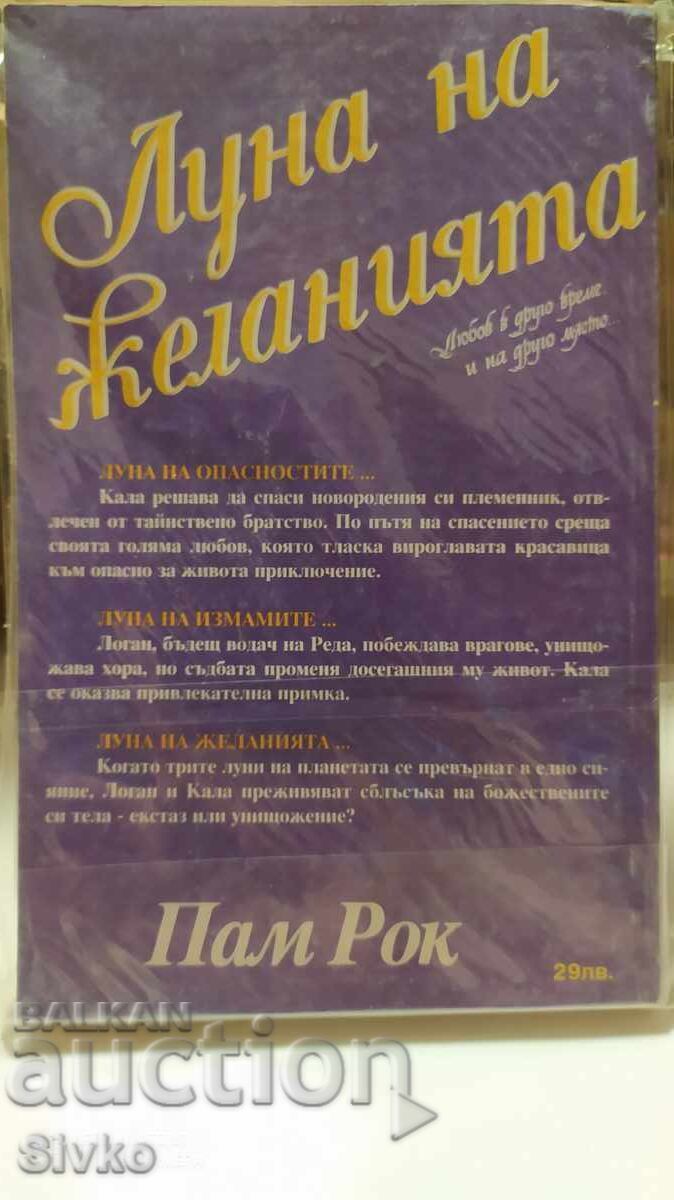 Луна на
желанията
Любов в друго време
и на друго място...
ЛУНА НА ОПАСНОСТИТЕ ...
Кала решава да спаси новородения си племенник, отв-
лечен от тайнствено братство. По пътя на спасението среща
своята голяма любов, която тласка вироглавата красавица
към опасно за живота приключение.
ЛУНА НА ИЗМАМИТЕ ...
Логан, бъдещ водач на Реда, побеждава врагове, унищо-
жава хора, но съдбата променя досегашния му живот. Кала
се оказва привлекателна примка.
ЛУНА НА ЖЕЛАНИЯТА ...
Когато трите луни на планетата се превърнат в едно си-
яние, Логан и Кала преживяват сблъсъка на божествените
си тела - екстаз или унищожение?
Пам Рок
29лв.
BALKAN
auction
Sivko